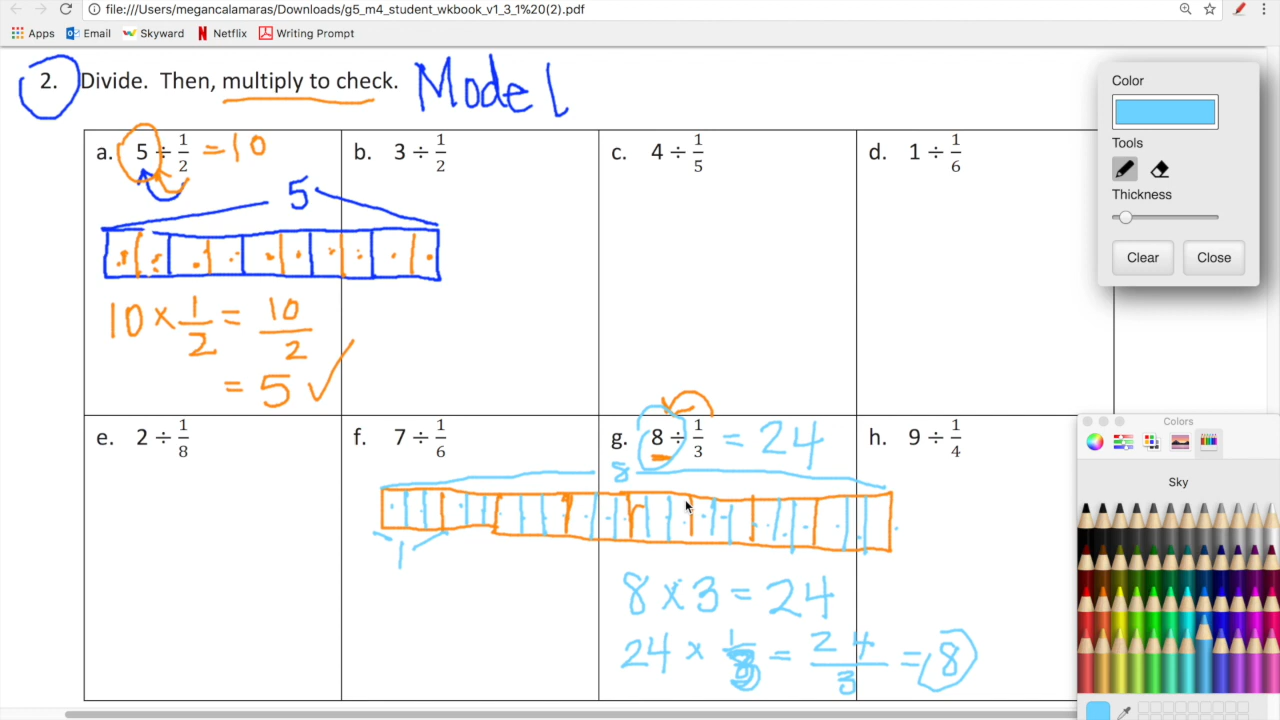 file:///Users/megancalamaras/Downloads/g5_m4_student_wkbook_v1_3_1%20(2).pdf
Apps Email Skyward Netflix Writing Prompt
2. Divide. Then, multiply to check. Model
a. 5 ÷ 1/2 = 10
b. 3 ÷ 1/2
c. 4 ÷ 1/5
d. 1 ÷ 1/6
5
10 × 1/2 = 10/2
= 5 ✓
e. 2 ÷ 1/8
f. 7 ÷ 1/6
g. 8 ÷ 1/3 = 24
h. 9 ÷ 1/4
8
1
8 × 3 = 24
24 × 1/3 = 24/3 = 8
Color
Tools
Thickness
Clear Close
Colors
Sky